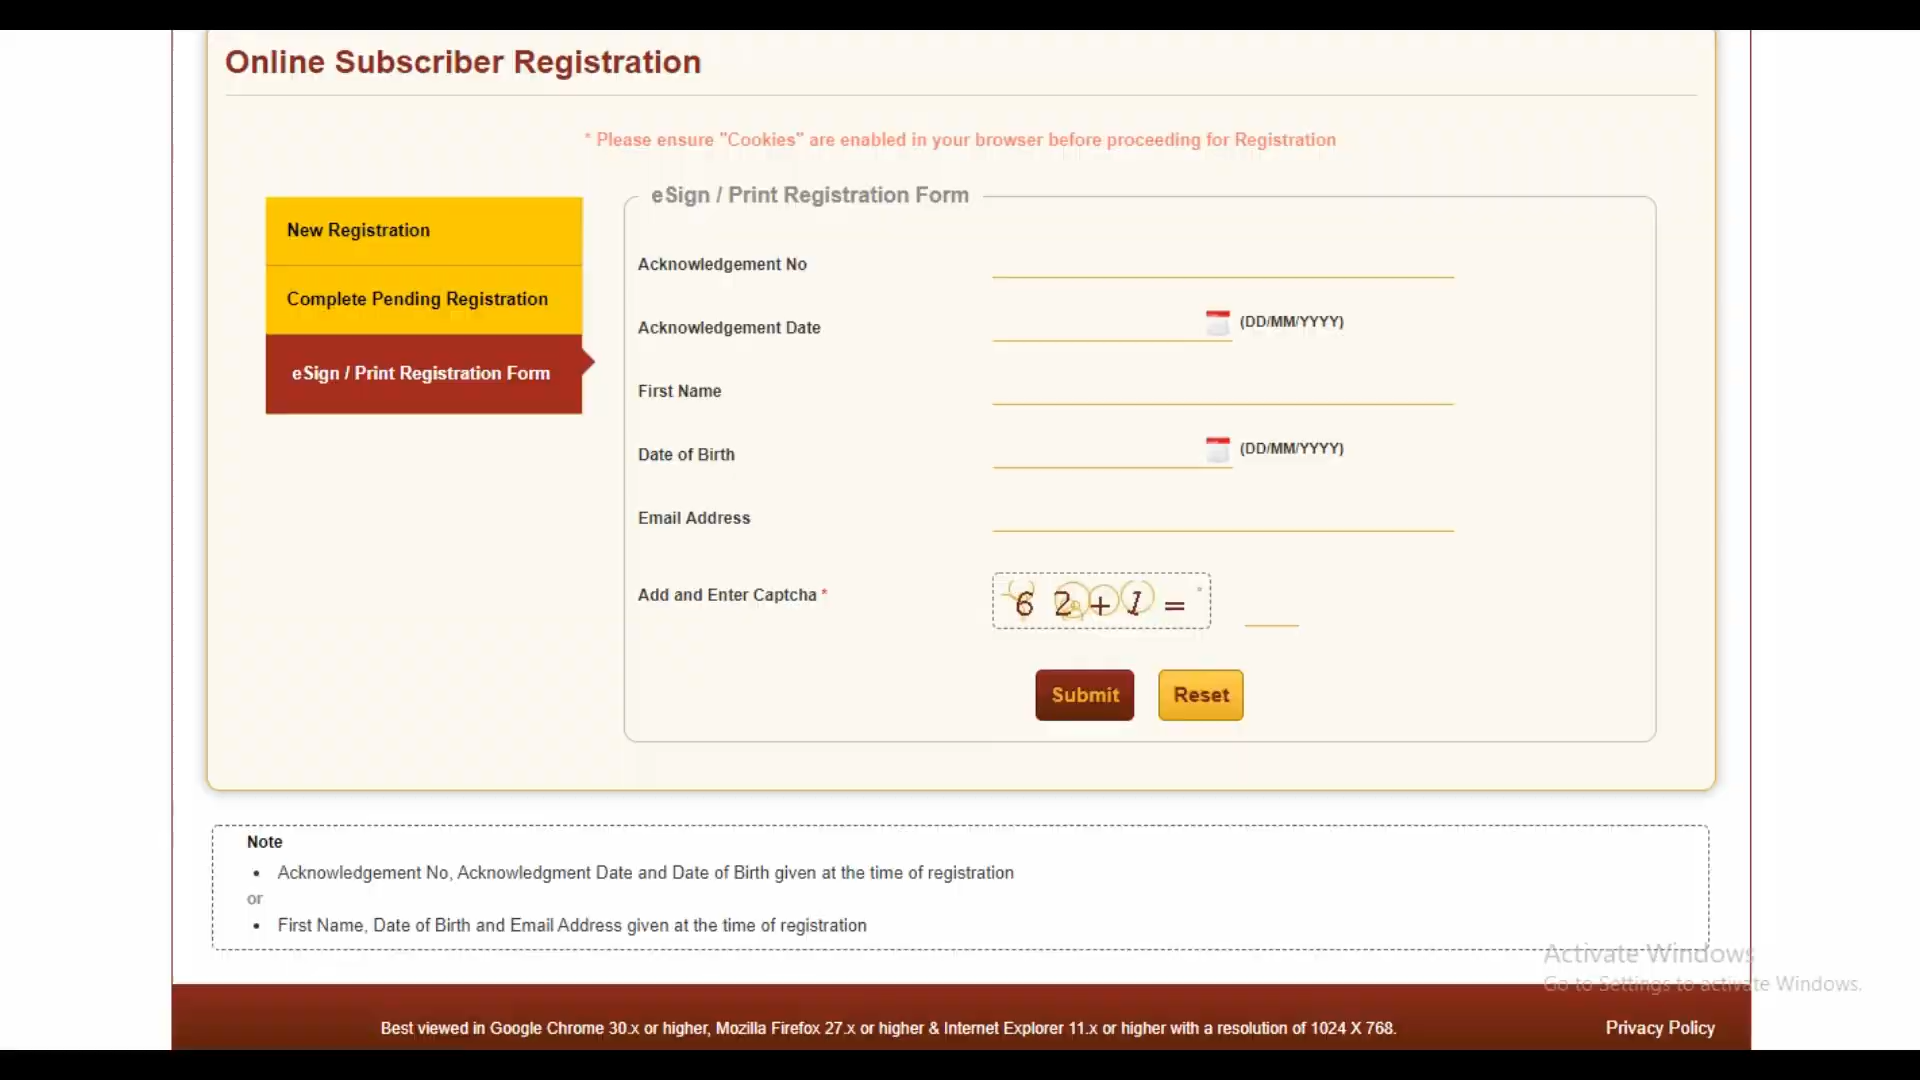 Online Subscriber Registration
* Please ensure "Cookies" are enabled in your browser before proceeding for Registration
New Registration
Complete Pending Registration
eSign / Print Registration Form
eSign / Print Registration Form
Acknowledgement No
Acknowledgement Date (DD/MM/YYYY)
First Name
Date of Birth (DD/MM/YYYY)
Email Address
Add and Enter Captcha * 6 2 + 1 =
Submit Reset
Note
• Acknowledgement No, Acknowledgment Date and Date of Birth given at the time of registration
or
• First Name, Date of Birth and Email Address given at the time of registration
Activate Windows
Go to Settings to activate Windows.
Best viewed in Google Chrome 30.x or higher, Mozilla Firefox 27.x or higher & Internet Explorer 11.x or higher with a resolution of 1024 X 768. Privacy Policy